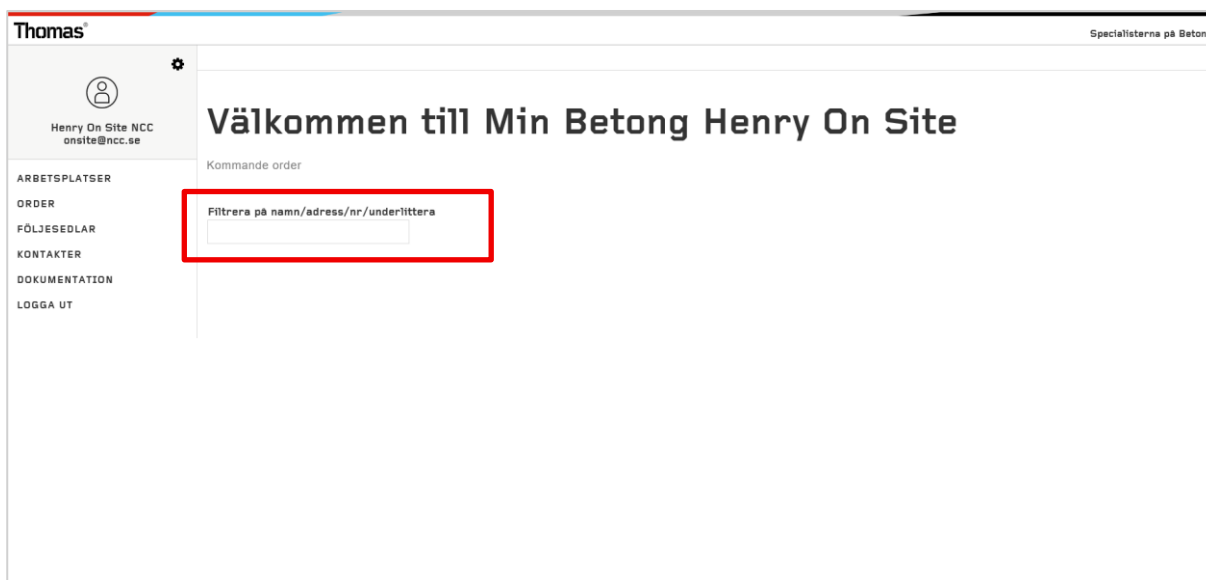 Thomas®
Specialisterna på Beton
Henry On Site NCC
onsite@ncc.se
ARBETSPLATSER
ORDER
FÖLJESEDLAR
KONTAKTER
DOKUMENTATION
LOGGA UT
Välkommen till Min Betong Henry On Site
Kommande order
Filtrera på namn/adress/nr/underlittera